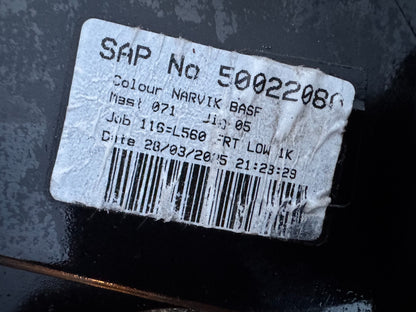 SAP No 50022080
Colour NARVIK BASF
Mast 071 Jig 05
Job 116-L560 FRT LOW 1K
Date 28/03/2025 21:23:29